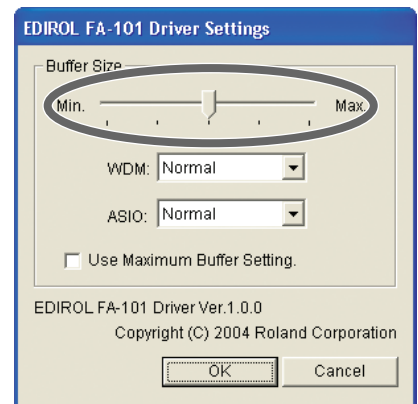 EDIROL FA-101 Driver Settings
Buffer Size
Min. Max.
WDM: Normal
ASIO: Normal
Use Maximum Buffer Setting.
EDIROL FA-101 Driver Ver.1.0.0
Copyright (C) 2004 Roland Corporation
OK Cancel